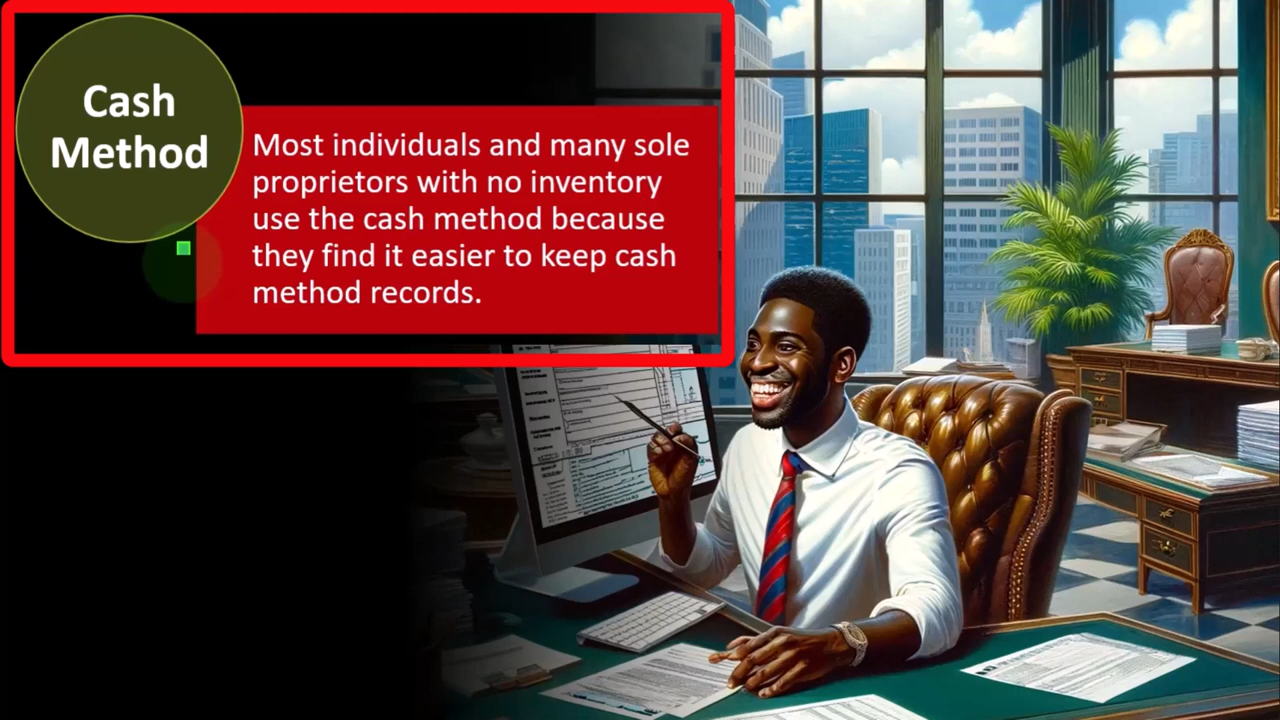 Cash
Method
Most individuals and many sole
proprietors with no inventory
use the cash method because
they find it easier to keep cash
method records.